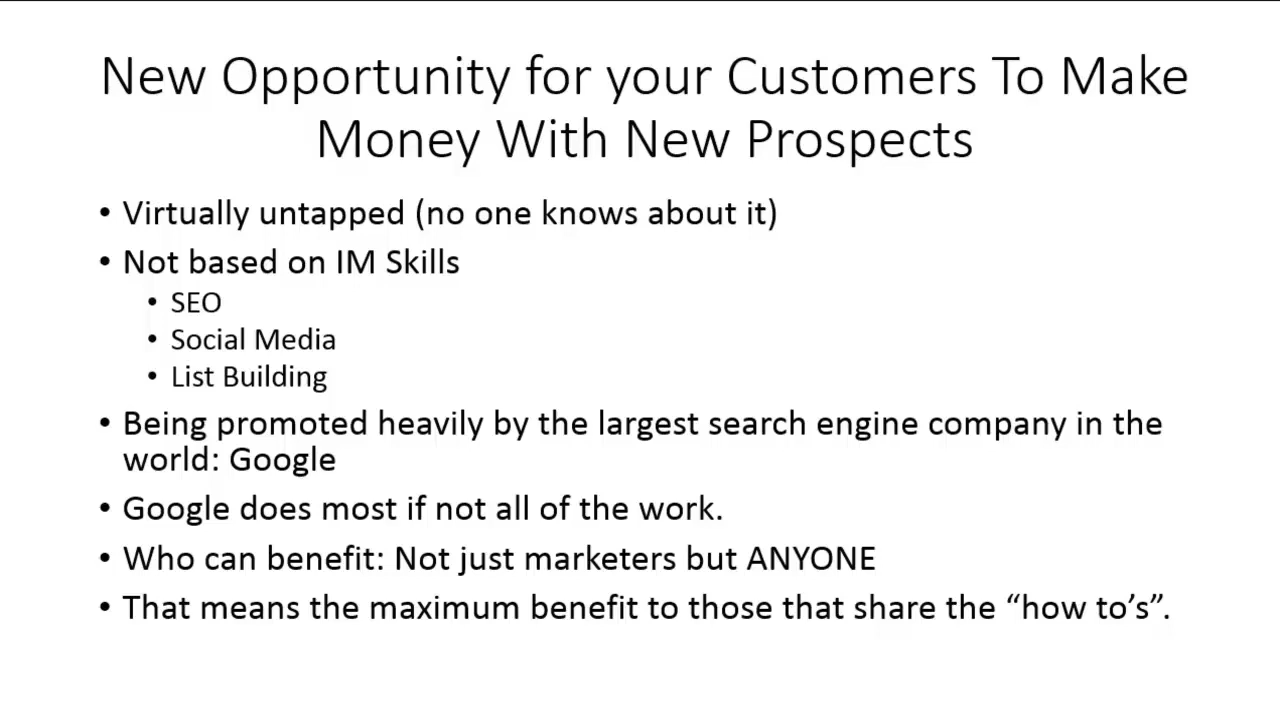 New Opportunity for your Customers To Make
Money With New Prospects
• Virtually untapped (no one knows about it)
• Not based on IM Skills
• SEO
• Social Media
• List Building
• Being promoted heavily by the largest search engine company in the
world: Google
• Google does most if not all of the work.
• Who can benefit: Not just marketers but ANYONE
• That means the maximum benefit to those that share the “how to’s”.